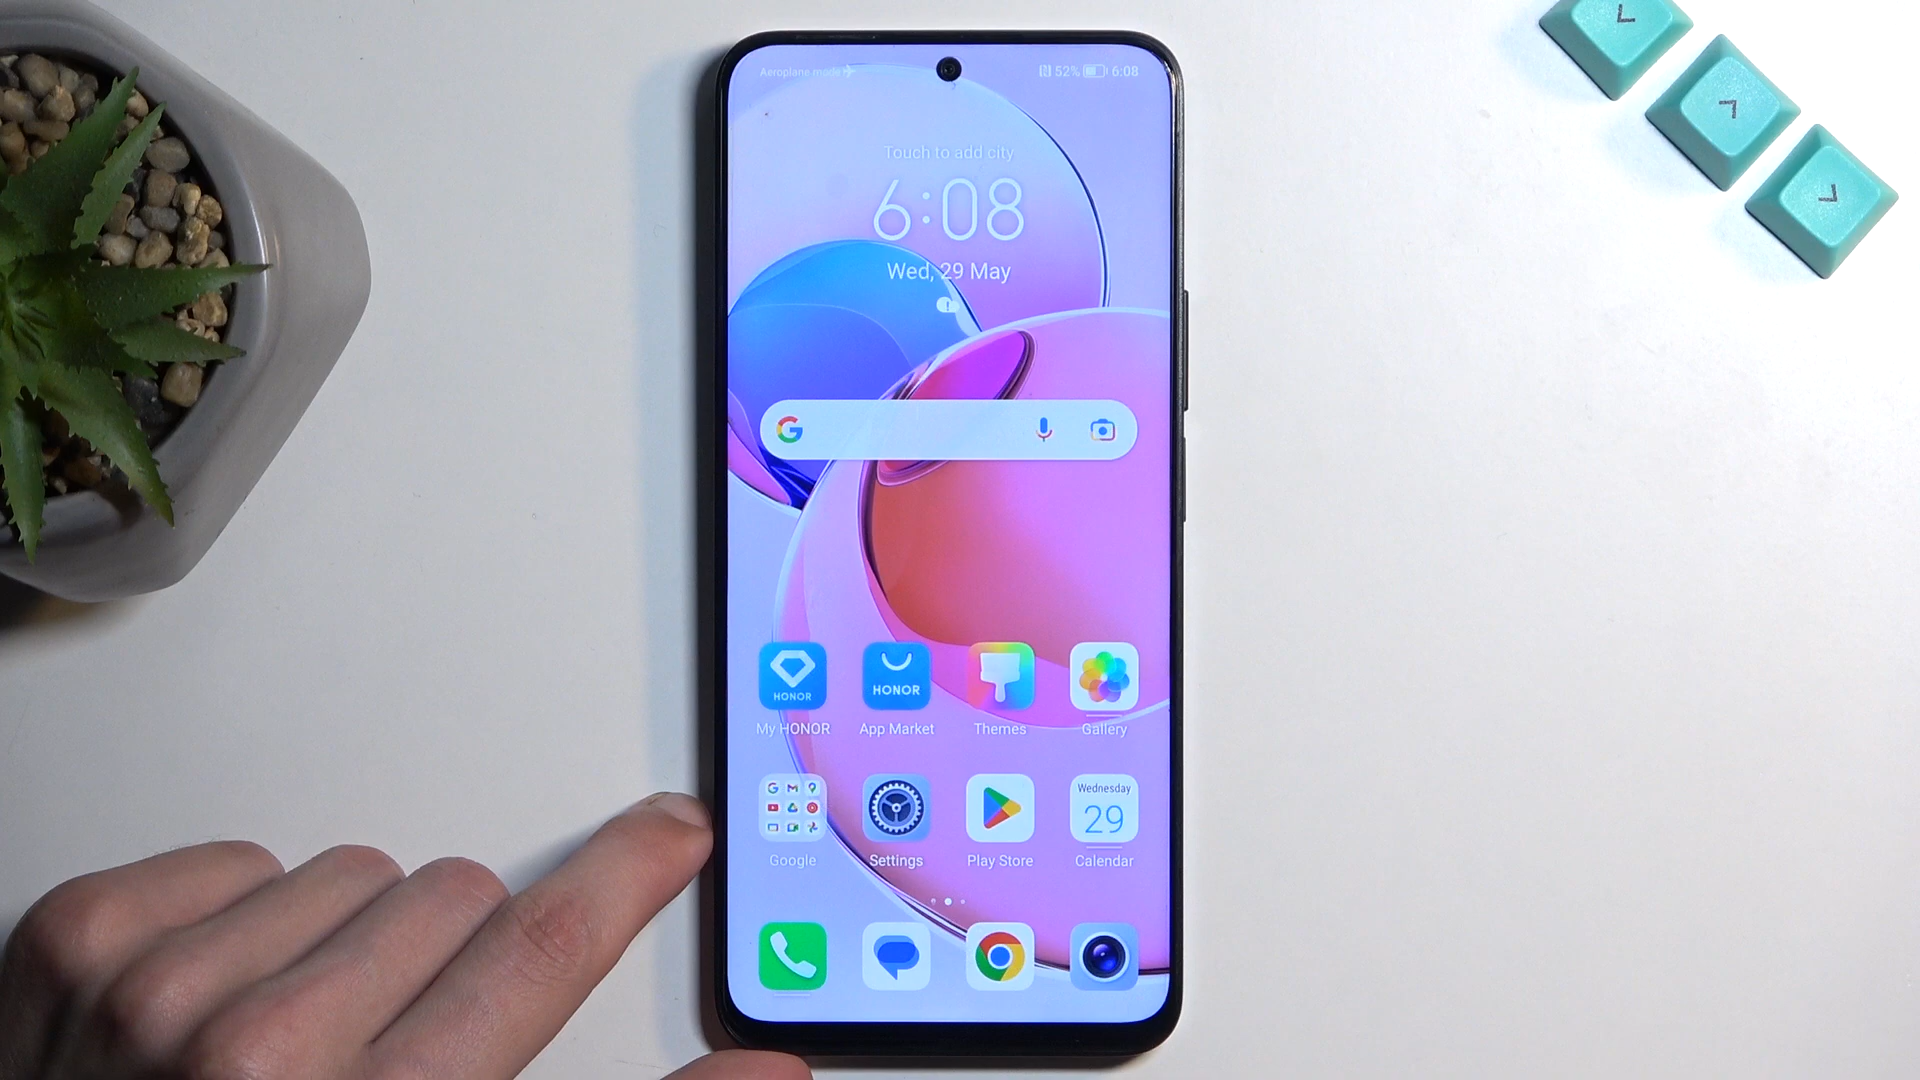 Aeroplane mode 52% 6:08
Touch to add city
6:08
Wed, 29 May
HONOR HONOR
My HONOR App Market Themes Gallery
Wednesday
29
Google Settings Play Store Calendar